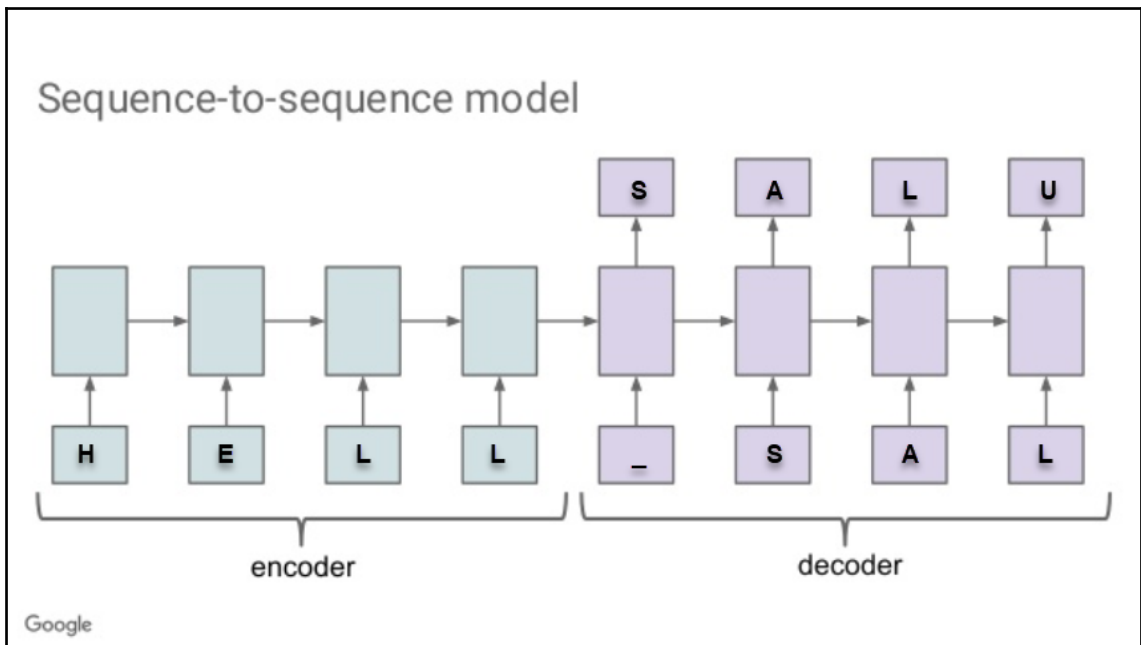 Sequence-to-sequence model
S A L U
H E L L _ S A L
encoder decoder
Google